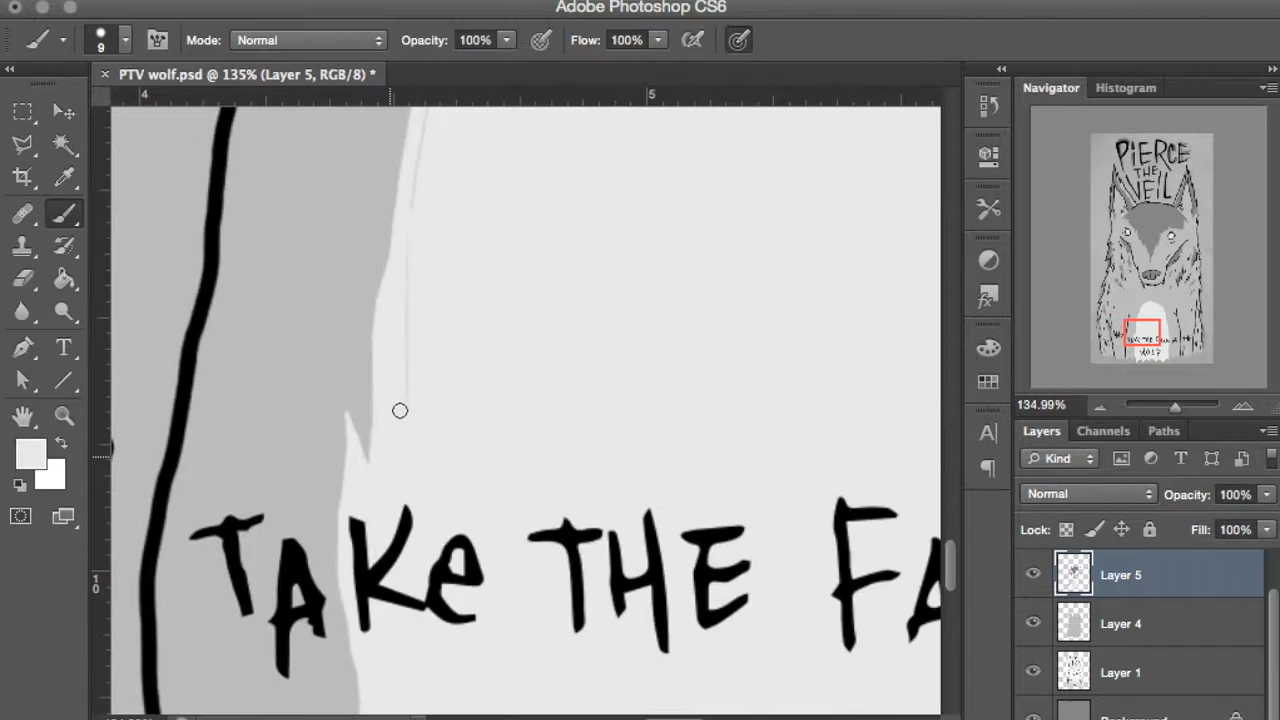 Adobe Photoshop CS6
9
Mode: Normal
Opacity: 100%
Flow: 100%
PTV wolf.psd @ 135% (Layer 5, RGB/8) *
4
5
10
TAKe THE FA
Navigator
Histogram
PiERCE
THE
VEiL
134.99%
Layers
Channels
Paths
Kind
Normal
Opacity: 100%
Lock:
Fill: 100%
Layer 5
Layer 4
Layer 1